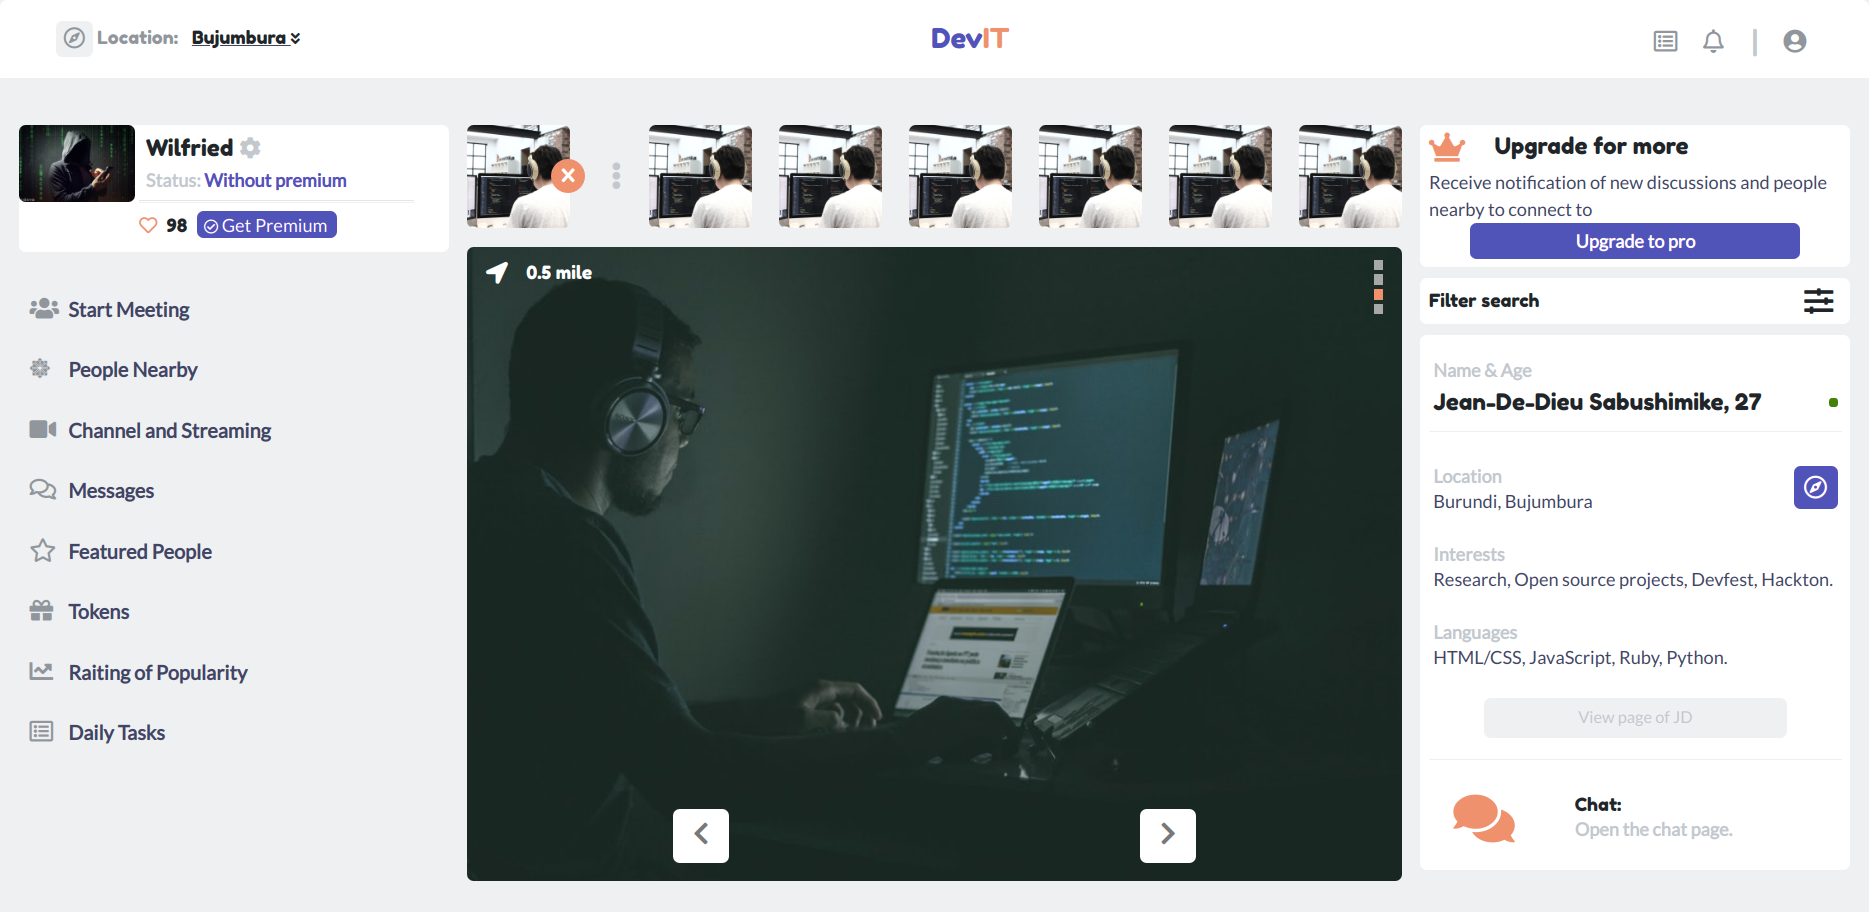 Location: Bujumbura
DevIT
Wilfried
Status: Without premium
98 Get Premium
Start Meeting
People Nearby
Channel and Streaming
Messages
Featured People
Tokens
Raiting of Popularity
Daily Tasks
0.5 mile
Upgrade for more
Receive notification of new discussions and people
nearby to connect to
Upgrade to pro
Filter search
Name & Age
Jean-De-Dieu Sabushimike, 27
Location
Burundi, Bujumbura
Interests
Research, Open source projects, Devfest, Hackton.
Languages
HTML/CSS, JavaScript, Ruby, Python.
View page of JD
Chat:
Open the chat page.